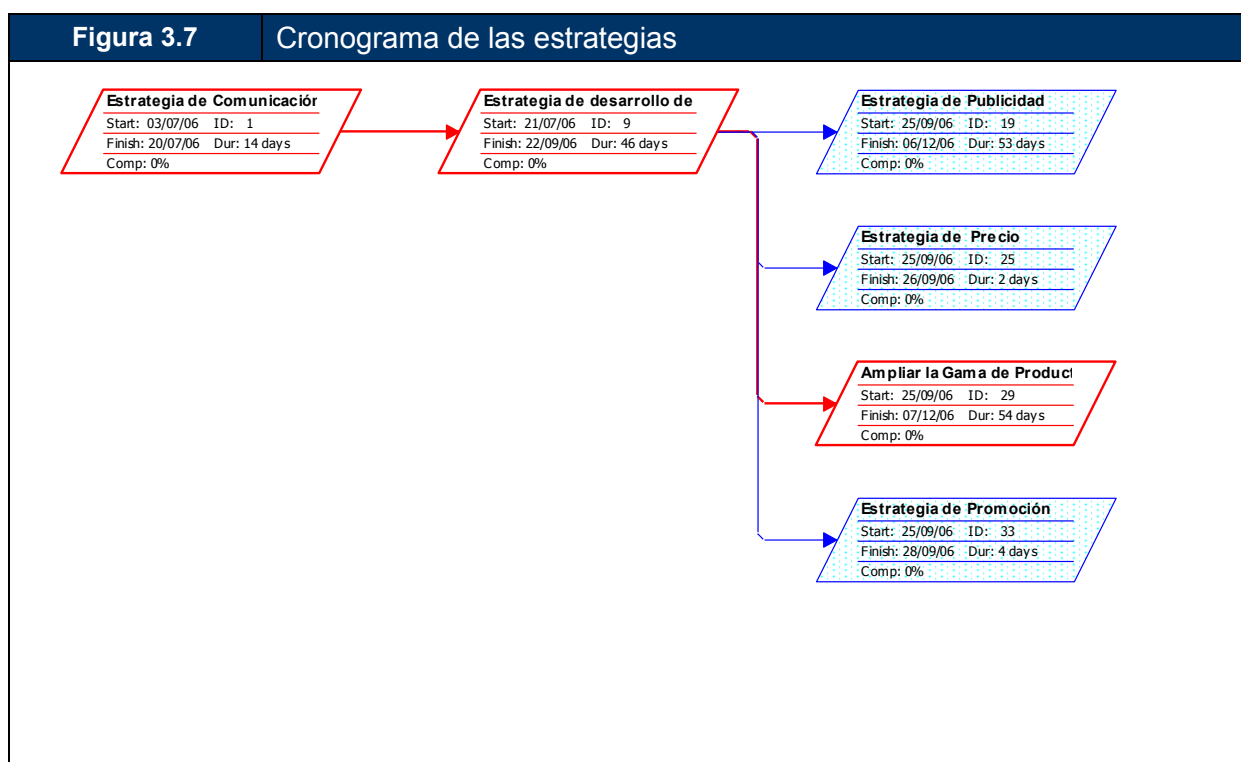 Figura 3.7 Cronograma de las estrategias
Estrategia de Comunicación
Start: 03/07/06 ID: 1
Finish: 20/07/06 Dur: 14 days
Comp: 0%
Estrategia de desarrollo de
Start: 21/07/06 ID: 9
Finish: 22/09/06 Dur: 46 days
Comp: 0%
Estrategia de Publicidad
Start: 25/09/06 ID: 19
Finish: 06/12/06 Dur: 53 days
Comp: 0%
Estrategia de Precio
Start: 25/09/06 ID: 25
Finish: 26/09/06 Dur: 2 days
Comp: 0%
Ampliar la Gama de Product
Start: 25/09/06 ID: 29
Finish: 07/12/06 Dur: 54 days
Comp: 0%
Estrategia de Promoción
Start: 25/09/06 ID: 33
Finish: 28/09/06 Dur: 4 days
Comp: 0%